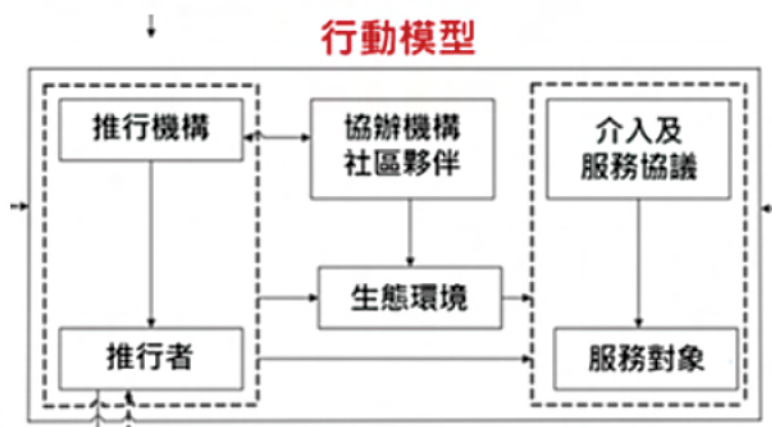 行動模型
推行機構
協辦機構
社區夥伴
介入及
服務協議
生態環境
推行者
服務對象